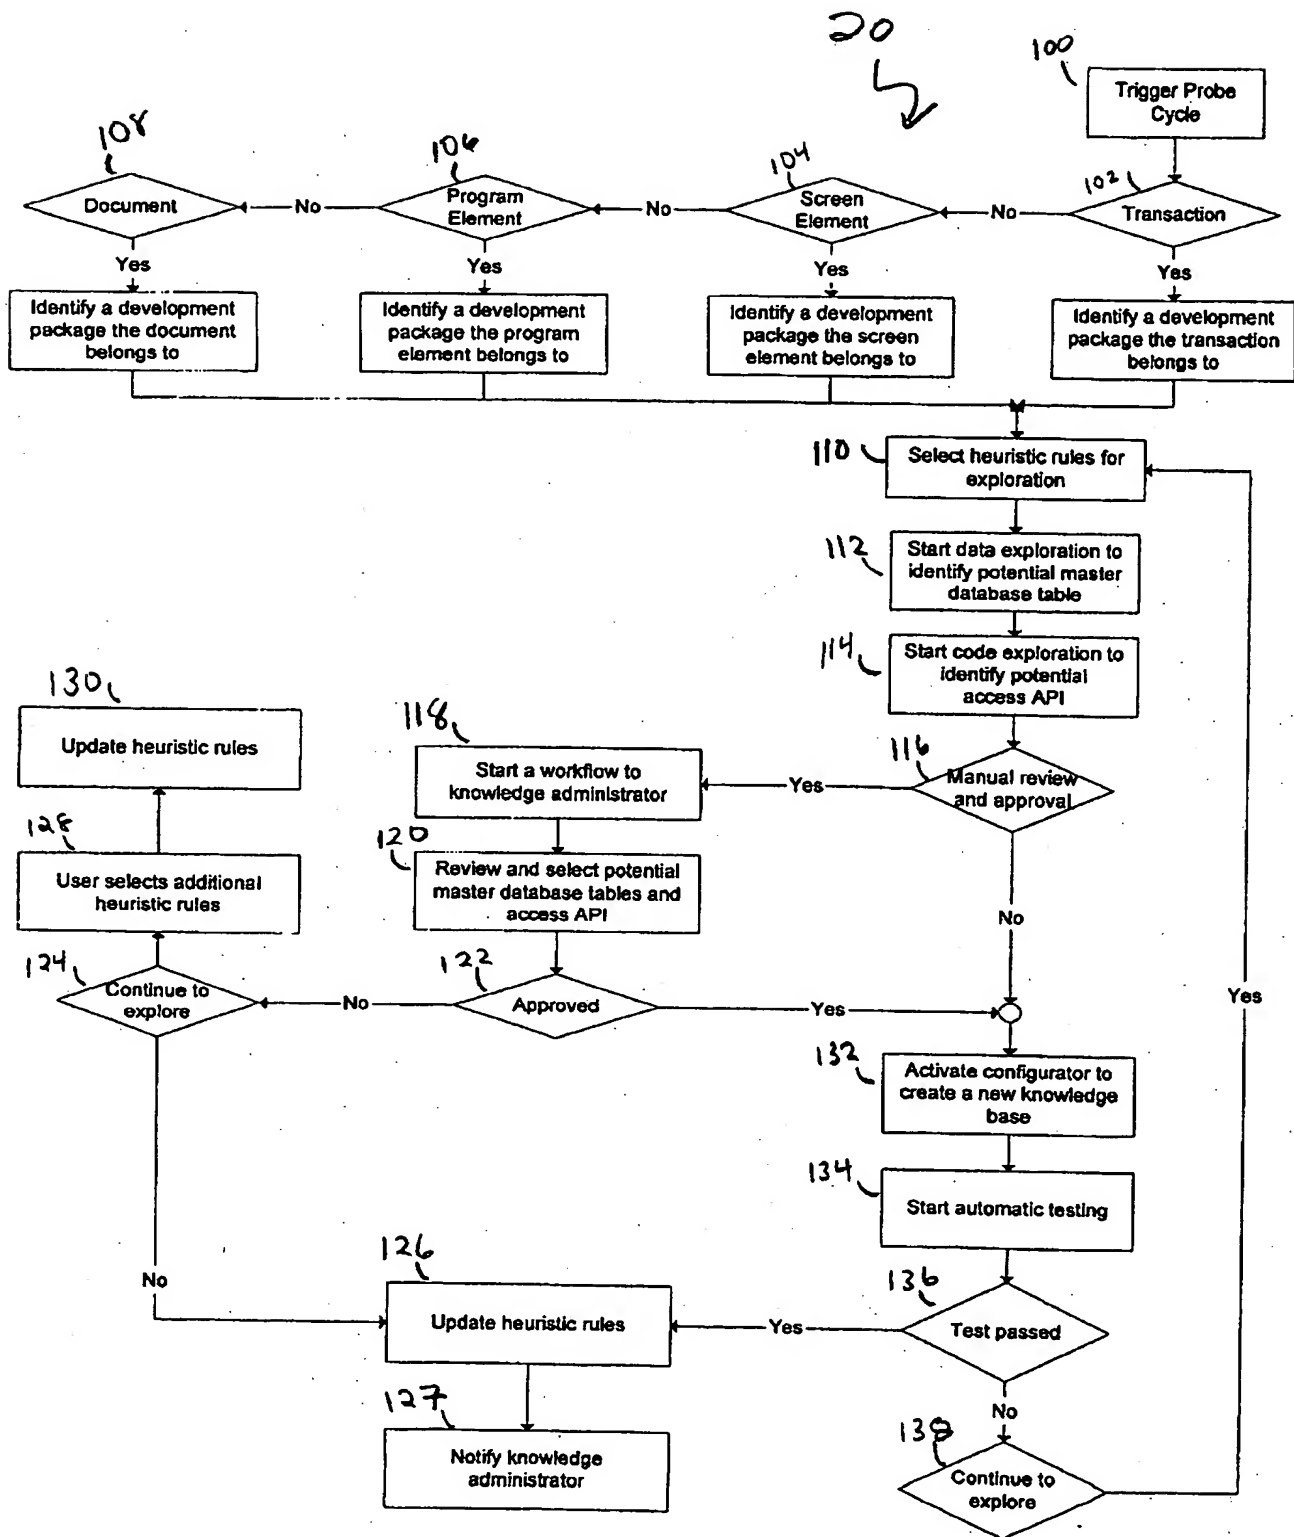 20
100
Trigger Probe
Cycle
108
106
104
102
Document
No
Program
Element
No
Screen
Element
No
Transaction
Yes
Yes
Yes
Yes
Identify a development
package the document
belongs to
Identify a development
package the program
element belongs to
Identify a development
package the screen
element belongs to
Identify a development
package the transaction
belongs to
110
Select heuristic rules for
exploration
112
Start data exploration to
identify potential master
database table
114
Start code exploration to
identify potential
access API
130
Update heuristic rules
118
Start a workflow to
knowledge administrator
Yes
116
Manual review
and approval
128
User selects additional
heuristic rules
120
Review and select potential
master database tables and
access API
No
124
Continue to
explore
No
122
Approved
Yes
Yes
132
Activate configurator to
create a new knowledge
base
134
Start automatic testing
No
126
Update heuristic rules
Yes
136
Test passed
127
Notify knowledge
administrator
No
138
Continue to
explore